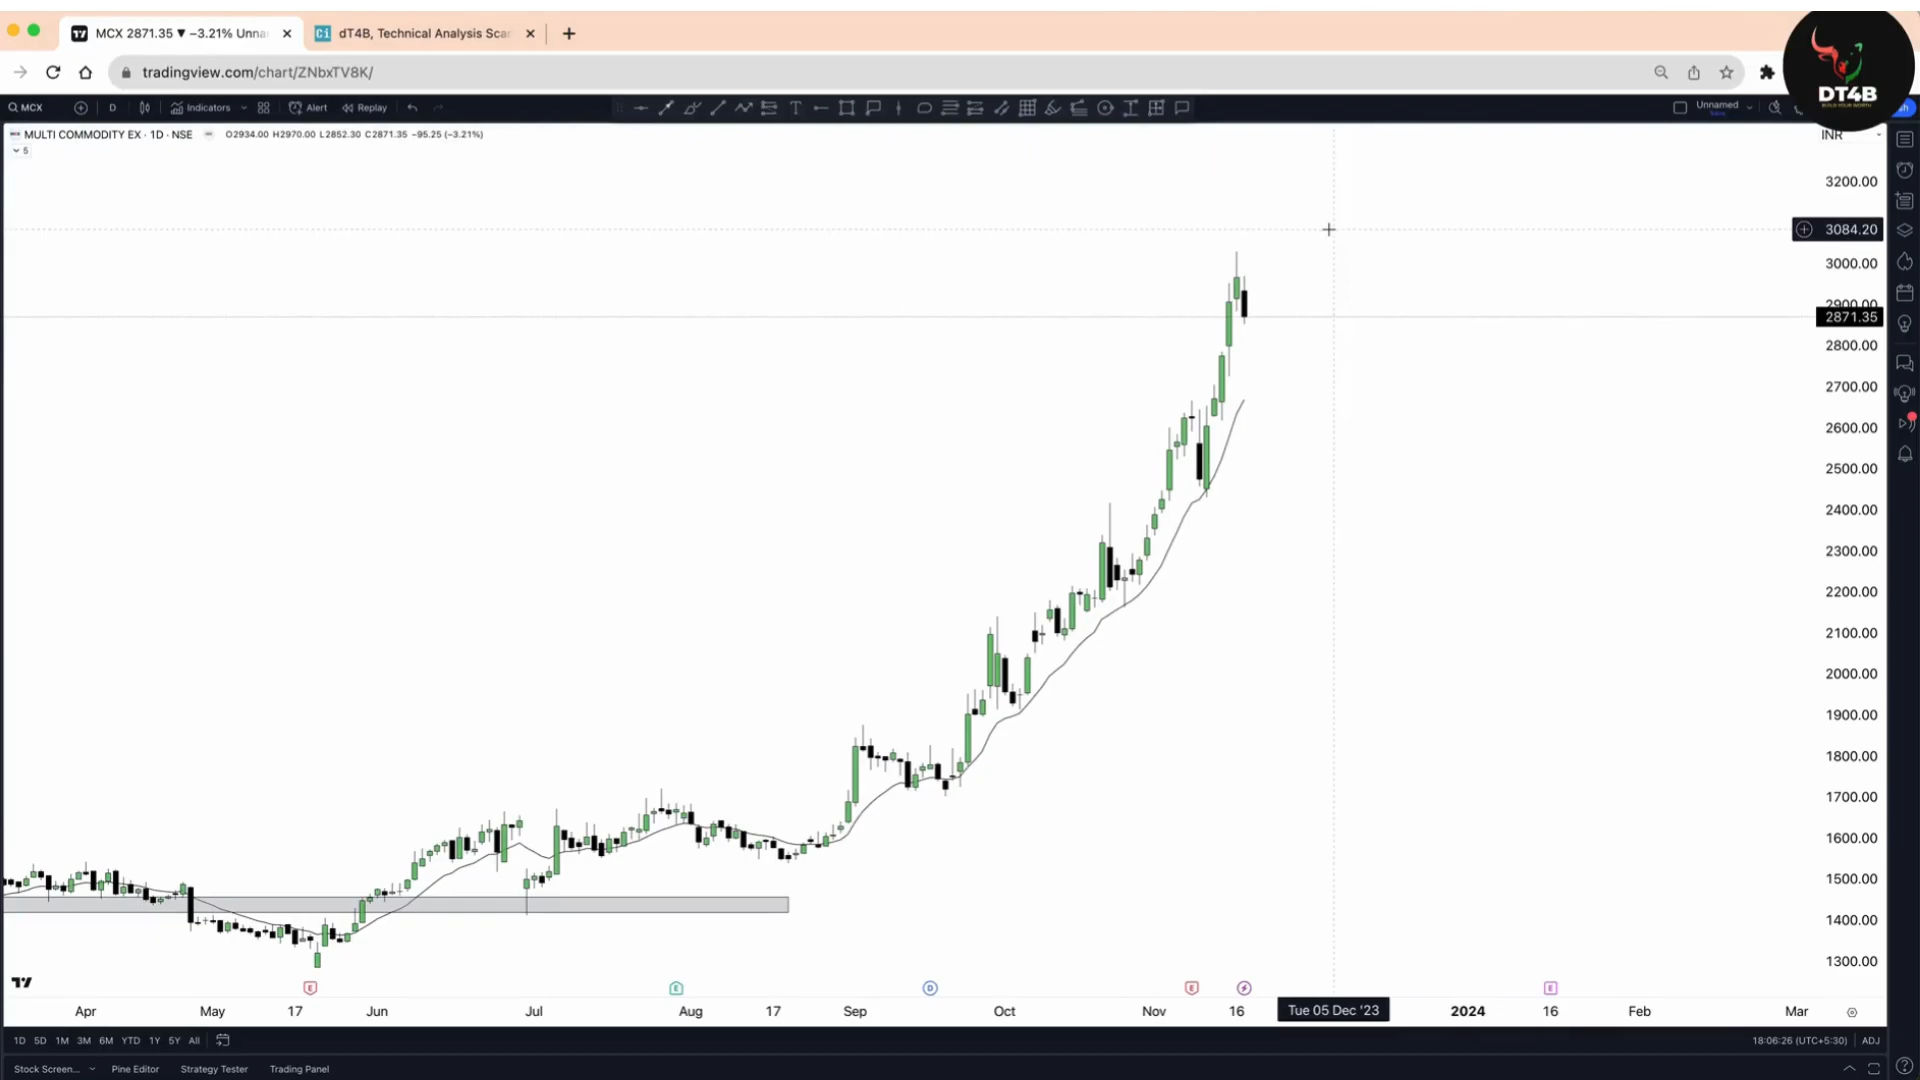 MCX 2871.35 ▼ −3.21% Unna
dT4B, Technical Analysis Sca
tradingview.com/chart/ZNbxTV8K/
DT4B
MCX D Indicators Alert Replay Unnamed
Save
MULTI COMMODITY EX · 1D · NSE O2934.00 H2970.00 L2852.30 C2871.35 −95.25 (−3.21%)
INR
5
3200.00
3084.20
3000.00
2900.00
2871.35
2800.00
2700.00
2600.00
2500.00
2400.00
2300.00
2200.00
2100.00
2000.00
1900.00
1800.00
1700.00
1600.00
1500.00
1400.00
1300.00
E E D E E
Apr May 17 Jun Jul Aug 17 Sep Oct Nov 16 Tue 05 Dec '23 2024 16 Feb Mar
1D 5D 1M 3M 6M YTD 1Y 5Y All 18:06:26 (UTC+5:30) ADJ
Stock Screen... Pine Editor Strategy Tester Trading Panel